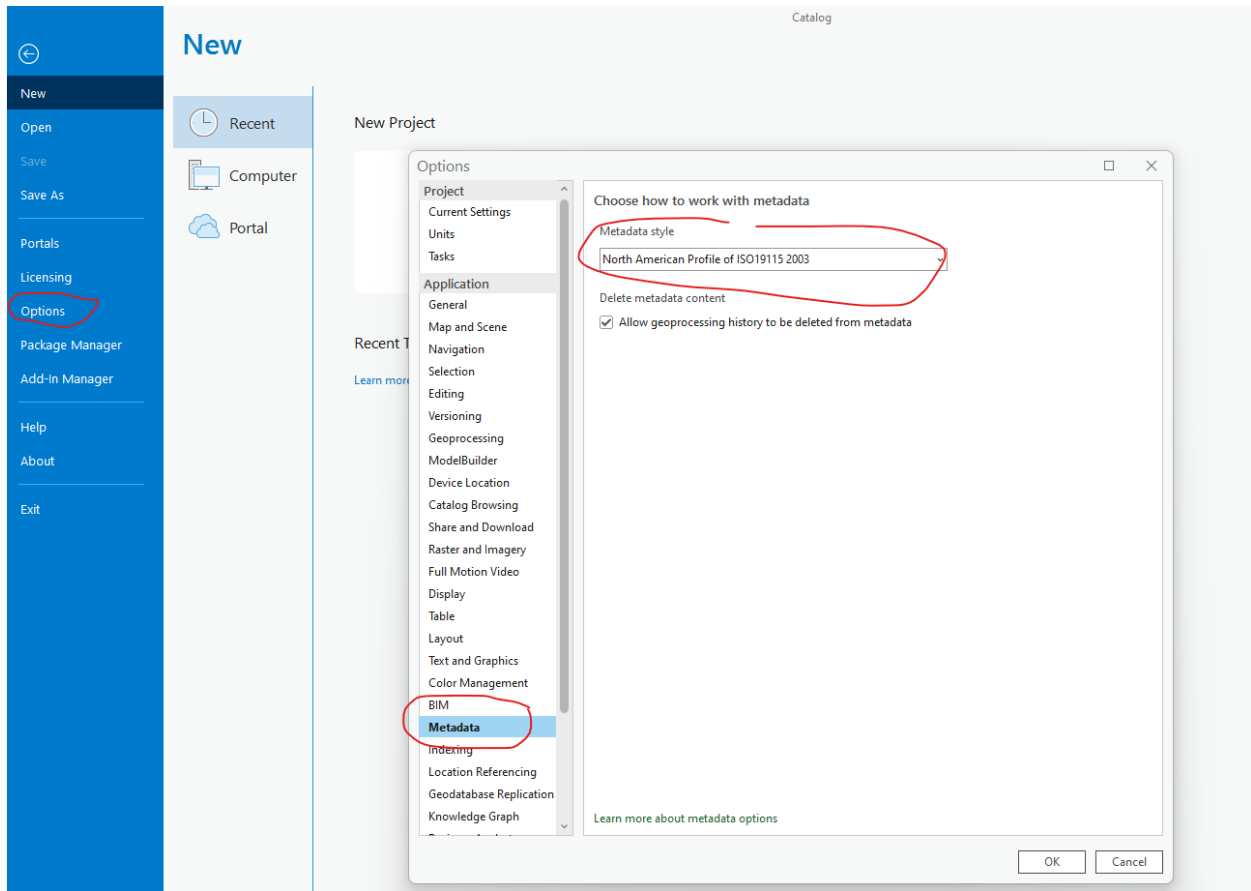 Catalog
New
New
Open
Save
Save As
Portals
Licensing
Options
Package Manager
Add-In Manager
Help
About
Exit
Recent
Computer
Portal
New Project
Recent T
Learn more
Options
Project
Current Settings
Units
Tasks
Application
General
Map and Scene
Navigation
Selection
Editing
Versioning
Geoprocessing
ModelBuilder
Device Location
Catalog Browsing
Share and Download
Raster and Imagery
Full Motion Video
Display
Table
Layout
Text and Graphics
Color Management
BIM
Metadata
Indexing
Location Referencing
Geodatabase Replication
Knowledge Graph
Choose how to work with metadata
Metadata style
North American Profile of ISO19115 2003
Delete metadata content
Allow geoprocessing history to be deleted from metadata
Learn more about metadata options
OK
Cancel